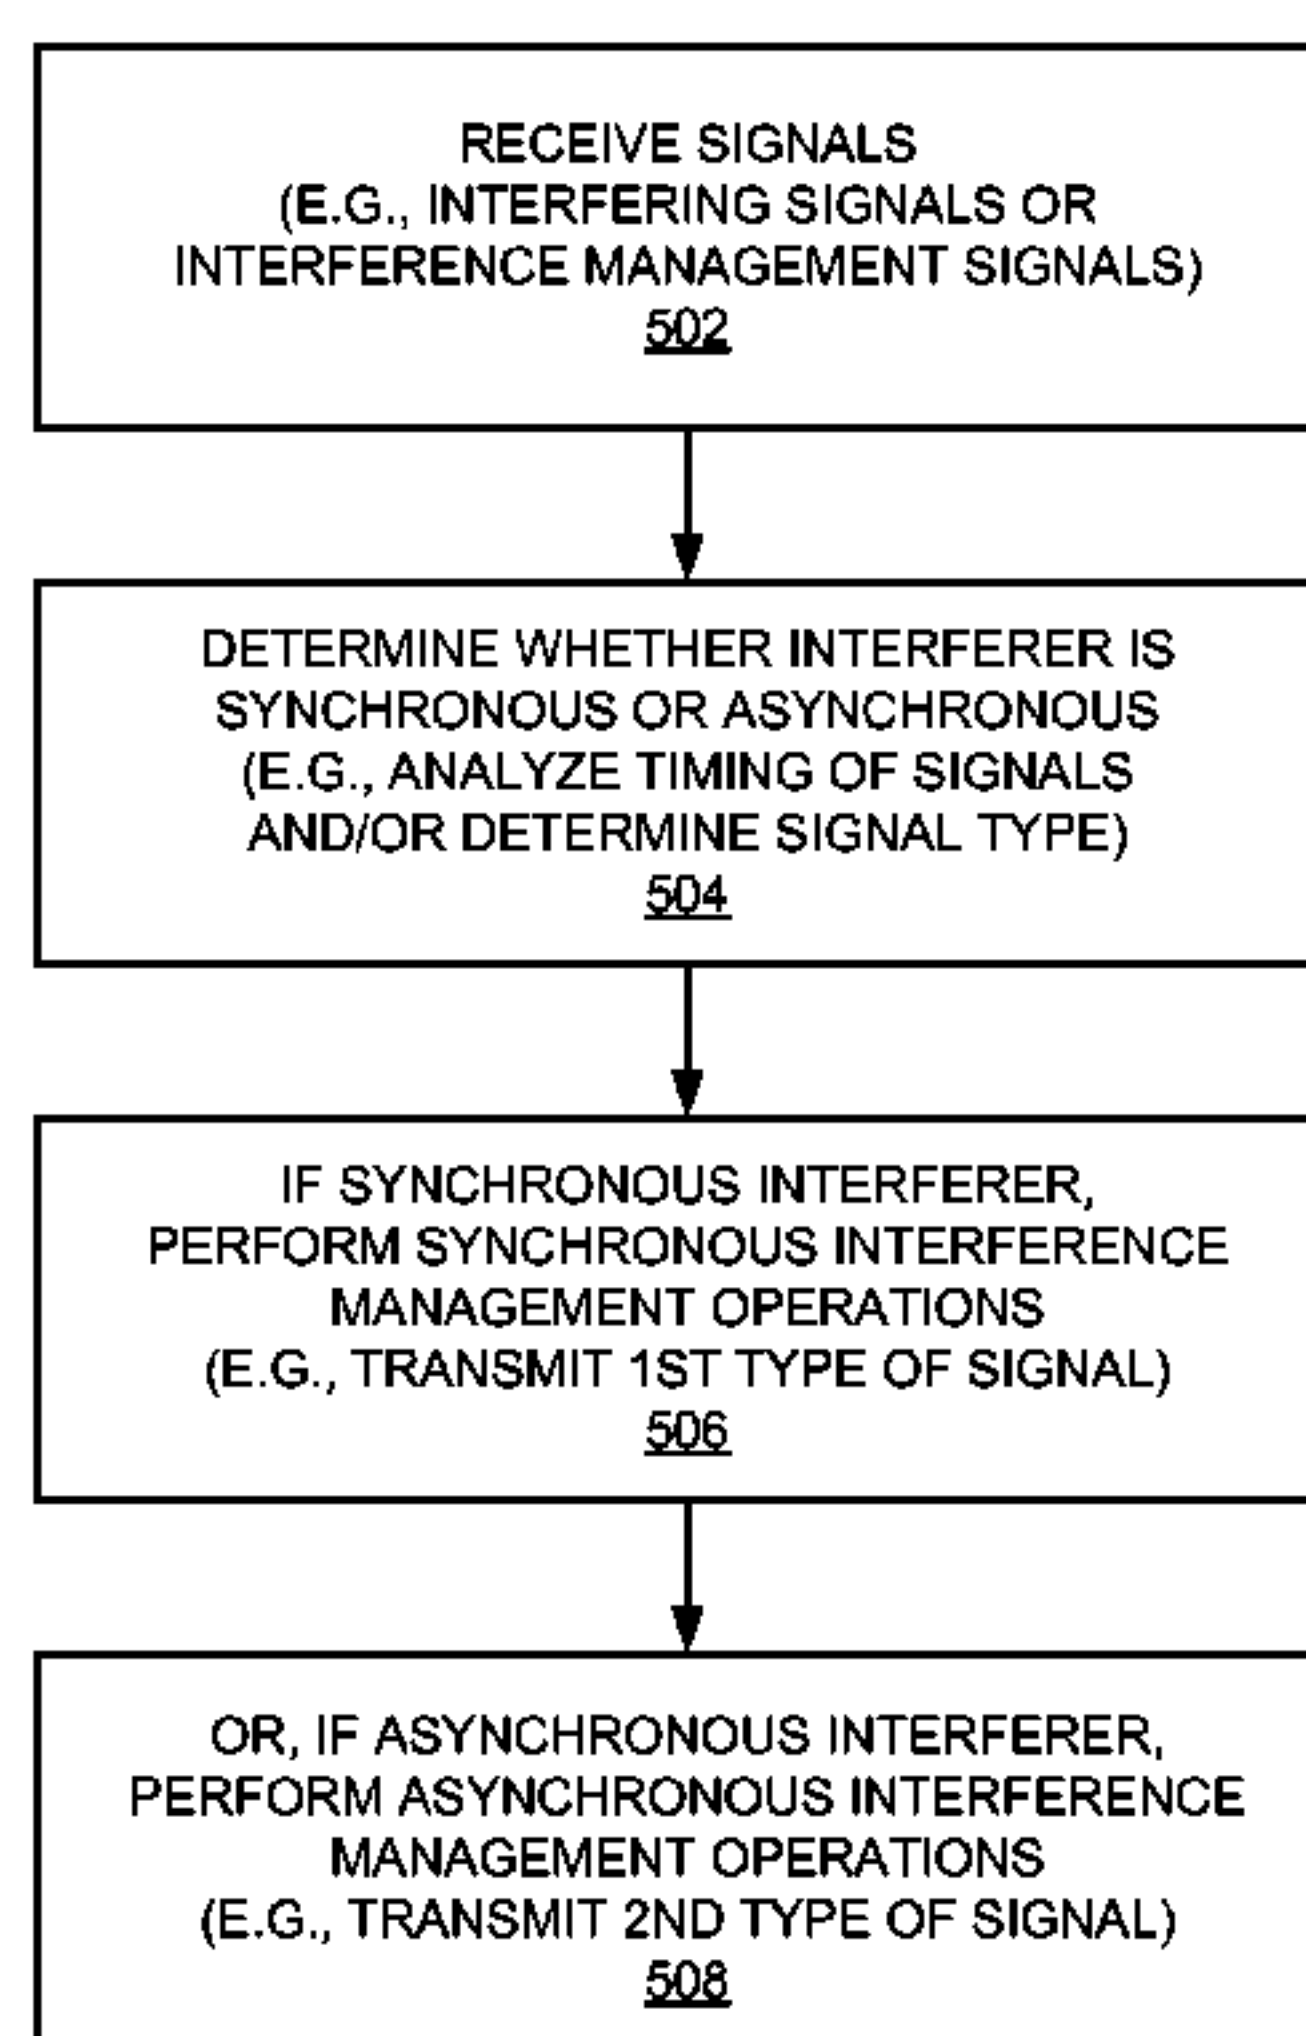 RECEIVE SIGNALS
(E.G., INTERFERING SIGNALS OR
INTERFERENCE MANAGEMENT SIGNALS)
502
DETERMINE WHETHER INTERFERER IS
SYNCHRONOUS OR ASYNCHRONOUS
(E.G., ANALYZE TIMING OF SIGNALS
AND/OR DETERMINE SIGNAL TYPE)
504
IF SYNCHRONOUS INTERFERER,
PERFORM SYNCHRONOUS INTERFERENCE
MANAGEMENT OPERATIONS
(E.G., TRANSMIT 1ST TYPE OF SIGNAL)
506
OR, IF ASYNCHRONOUS INTERFERER,
PERFORM ASYNCHRONOUS INTERFERENCE
MANAGEMENT OPERATIONS
(E.G., TRANSMIT 2ND TYPE OF SIGNAL)
508